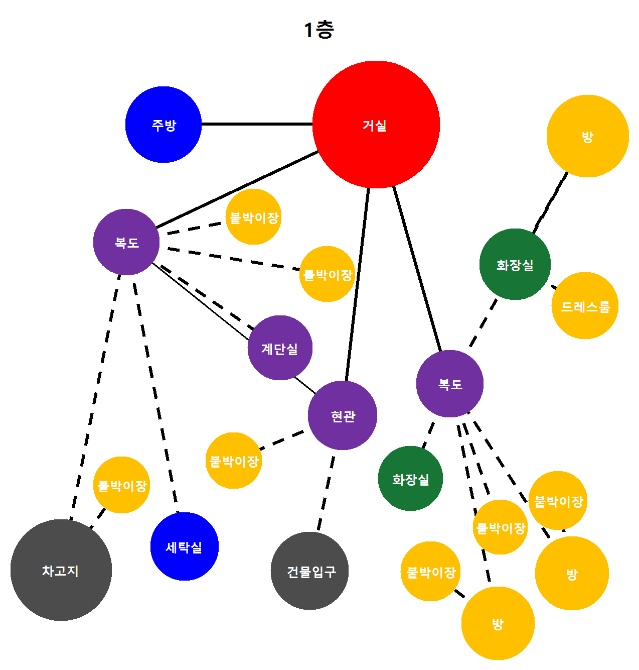 1층
주방
거실
방
복도
붙박이장
붙박이장
화장실
드레스룸
계단실
복도
현관
붙박이장
붙박이장
화장실
붙박이장
붙박이장
차고지
세탁실
건물입구
붙박이장
방
방